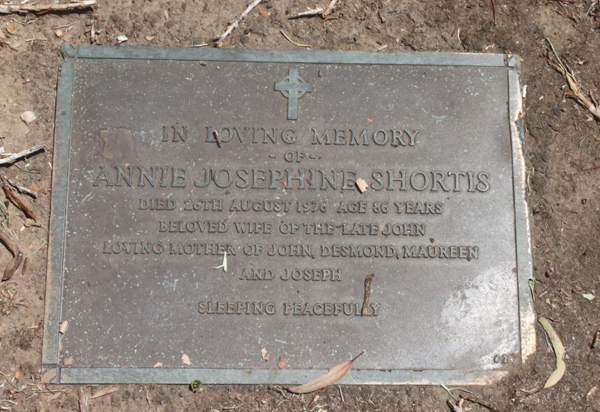 IN LOVING MEMORY
- OF -
ANNIE JOSEPHINE SHORTIS
DIED 26TH AUGUST 1976 AGE 86 YEARS
BELOVED WIFE OF THE LATE JOHN
LOVING MOTHER OF JOHN, DESMOND, MAUREEN
AND JOSEPH
SLEEPING PEACEFULLY